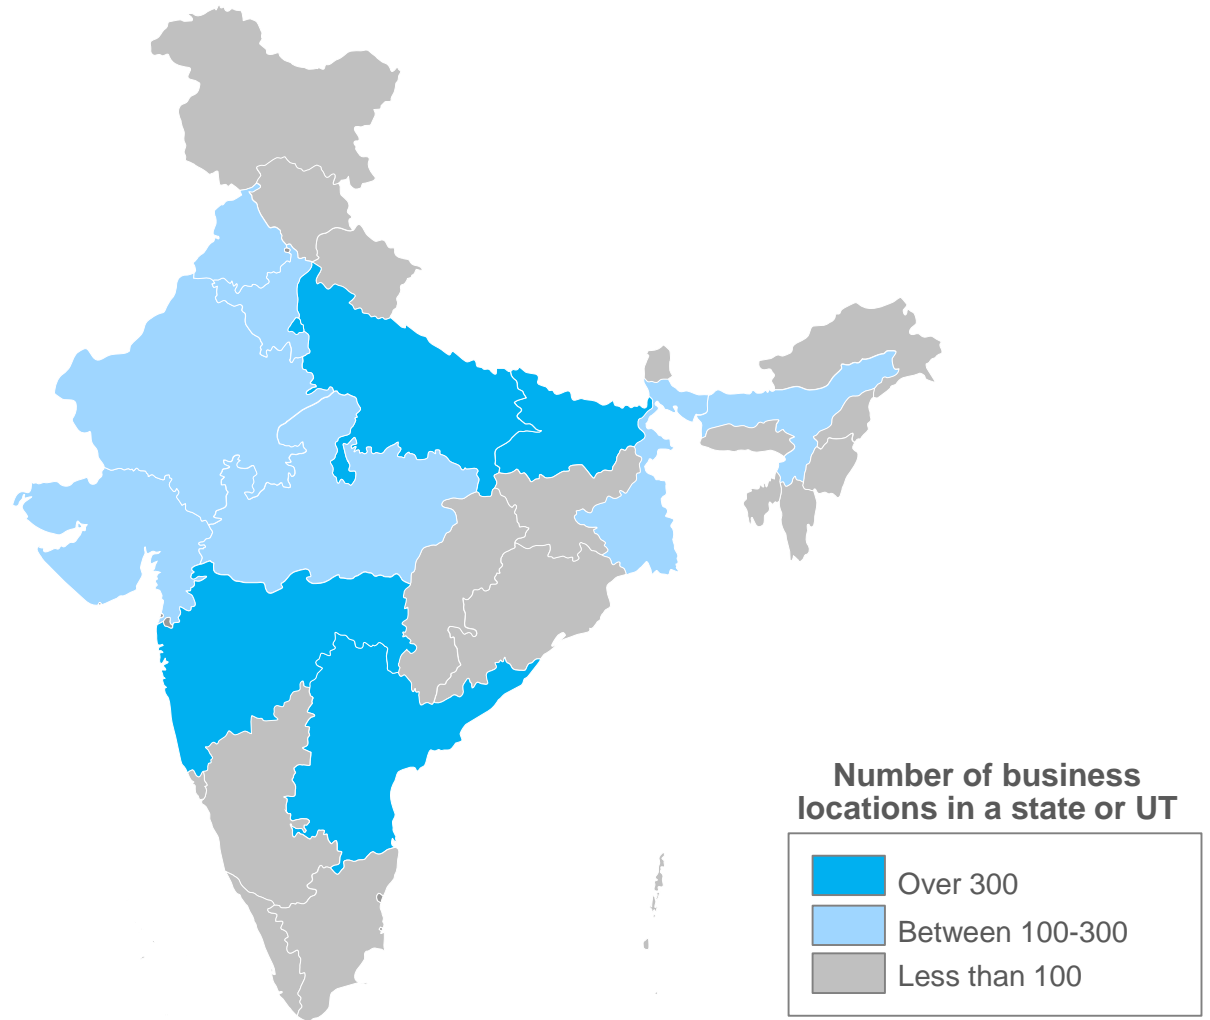 Number of business
locations in a state or UT
Over 300
Between 100-300
Less than 100